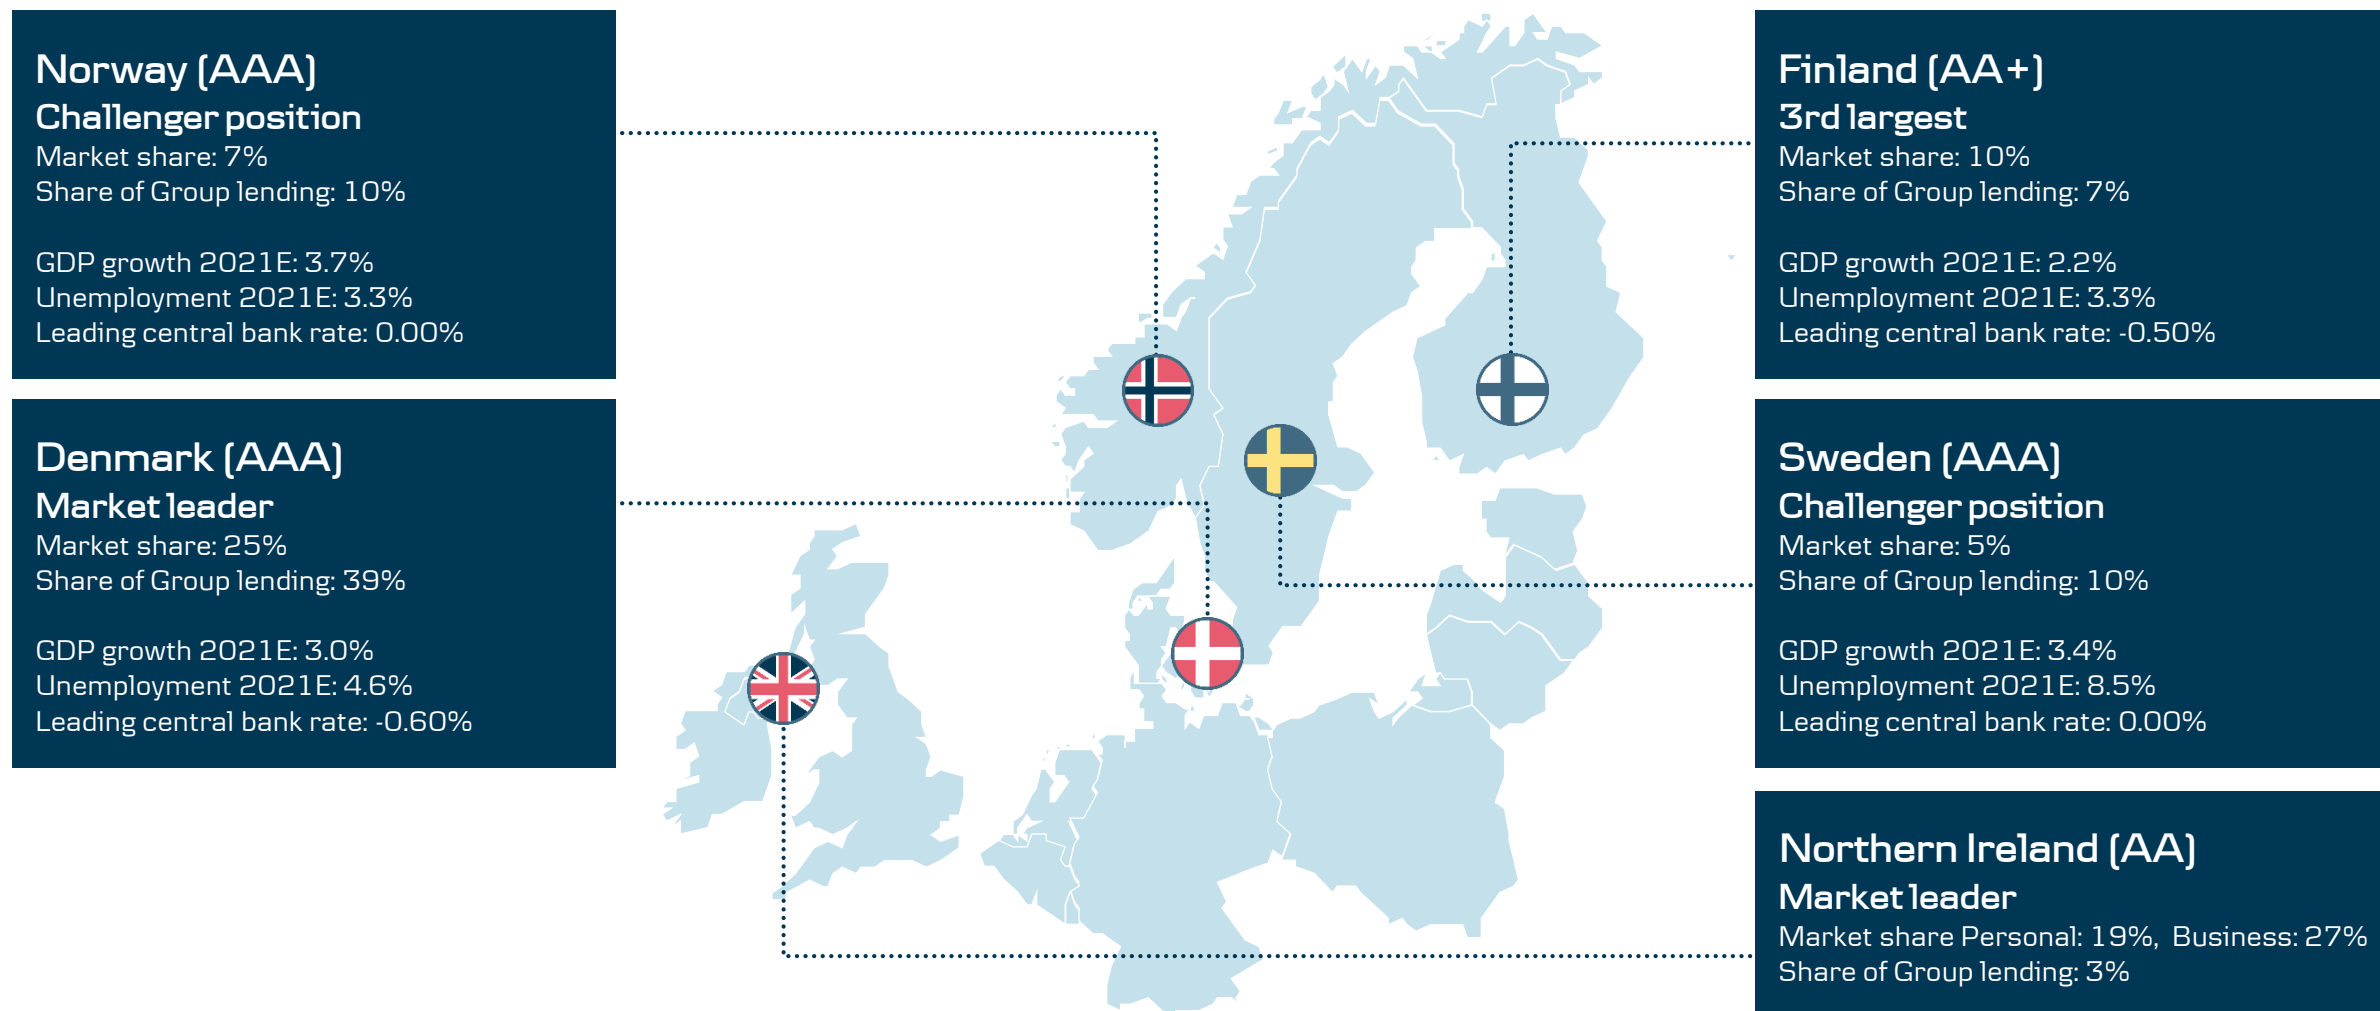 Norway (AAA)
Challenger position
Market share: 7%
Share of Group lending: 10%
GDP growth 2021E: 3.7%
Unemployment 2021E: 3.3%
Leading central bank rate: 0.00%
Denmark (AAA)
Market leader
Market share: 25%
Share of Group lending: 39%
GDP growth 2021E: 3.0%
Unemployment 2021E: 4.6%
Leading central bank rate: -0.60%
Finland (AA+)
3rd largest
Market share: 10%
Share of Group lending: 7%
GDP growth 2021E: 2.2%
Unemployment 2021E: 3.3%
Leading central bank rate: -0.50%
Sweden (AAA)
Challenger position
Market share: 5%
Share of Group lending: 10%
GDP growth 2021E: 3.4%
Unemployment 2021E: 8.5%
Leading central bank rate: 0.00%
Northern Ireland (AA)
Market leader
Market share Personal: 19%, Business: 27%
Share of Group lending: 3%